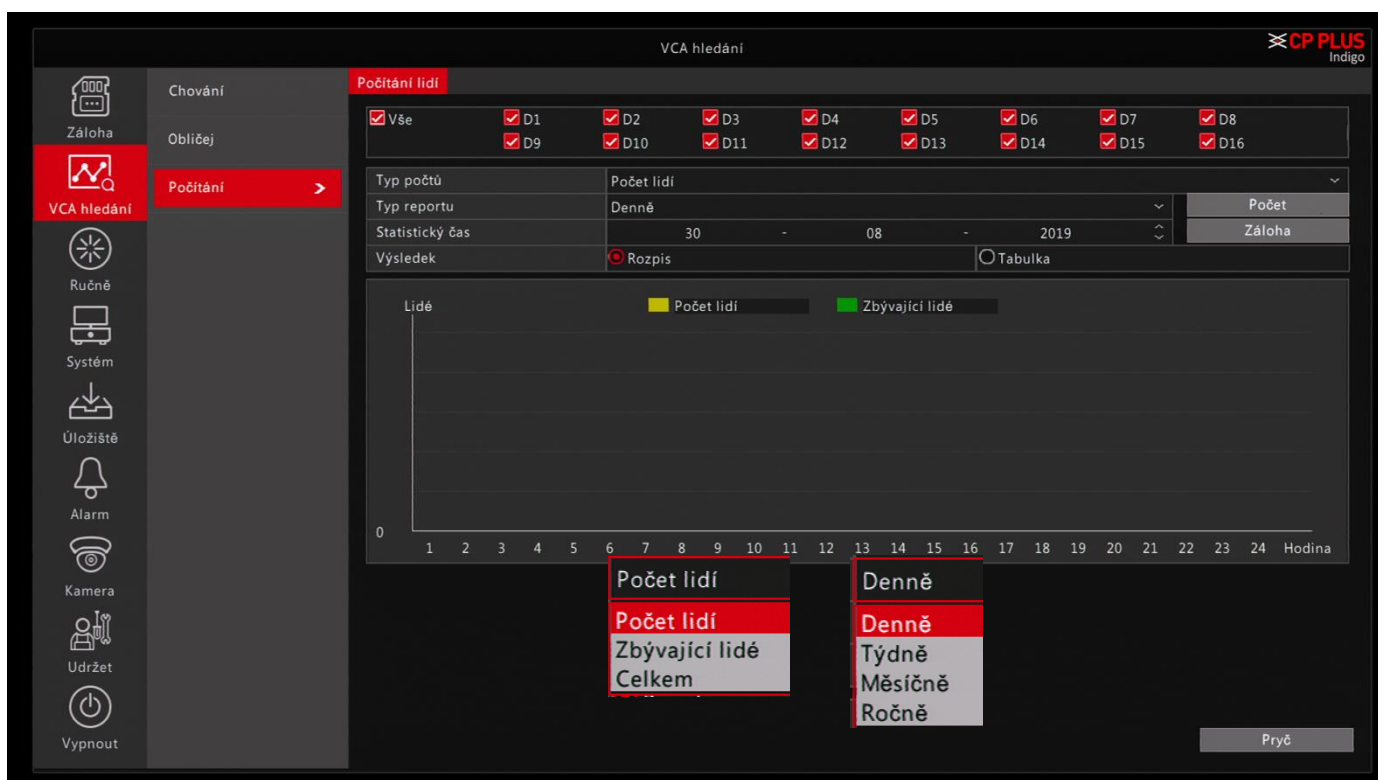 VCA hledání
CP PLUS
Indigo
Záloha
VCA hledání
Ručně
Systém
Úložiště
Alarm
Kamera
Udržet
Vypnout
Chování
Obličej
Počítání >
Počítání lidí
Vše D1 D2 D3 D4 D5 D6 D7 D8
D9 D10 D11 D12 D13 D14 D15 D16
Typ počtů Počet lidí
Typ reportu Denně Počet
Statistický čas 30 - 08 - 2019 Záloha
Výsledek Rozpis Tabulka
Lidé Počet lidí Zbývající lidé
0
1 2 3 4 5 6 7 8 9 10 11 12 13 14 15 16 17 18 19 20 21 22 23 24 Hodina
Počet lidí
Počet lidí
Zbývající lidé
Celkem
Denně
Denně
Týdně
Měsíčně
Ročně
Pryč